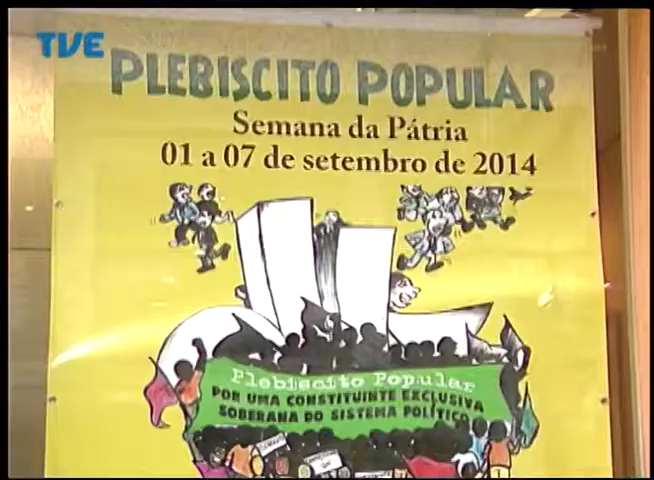 TVE
PLEBISCITO POPULAR
Semana da Pátria
01 a 07 de setembro de 2014
Plebiscito Popular
POR UMA CONSTITUINTE EXCLUSIVA
SOBERANA DO SISTEMA POLÍTICO